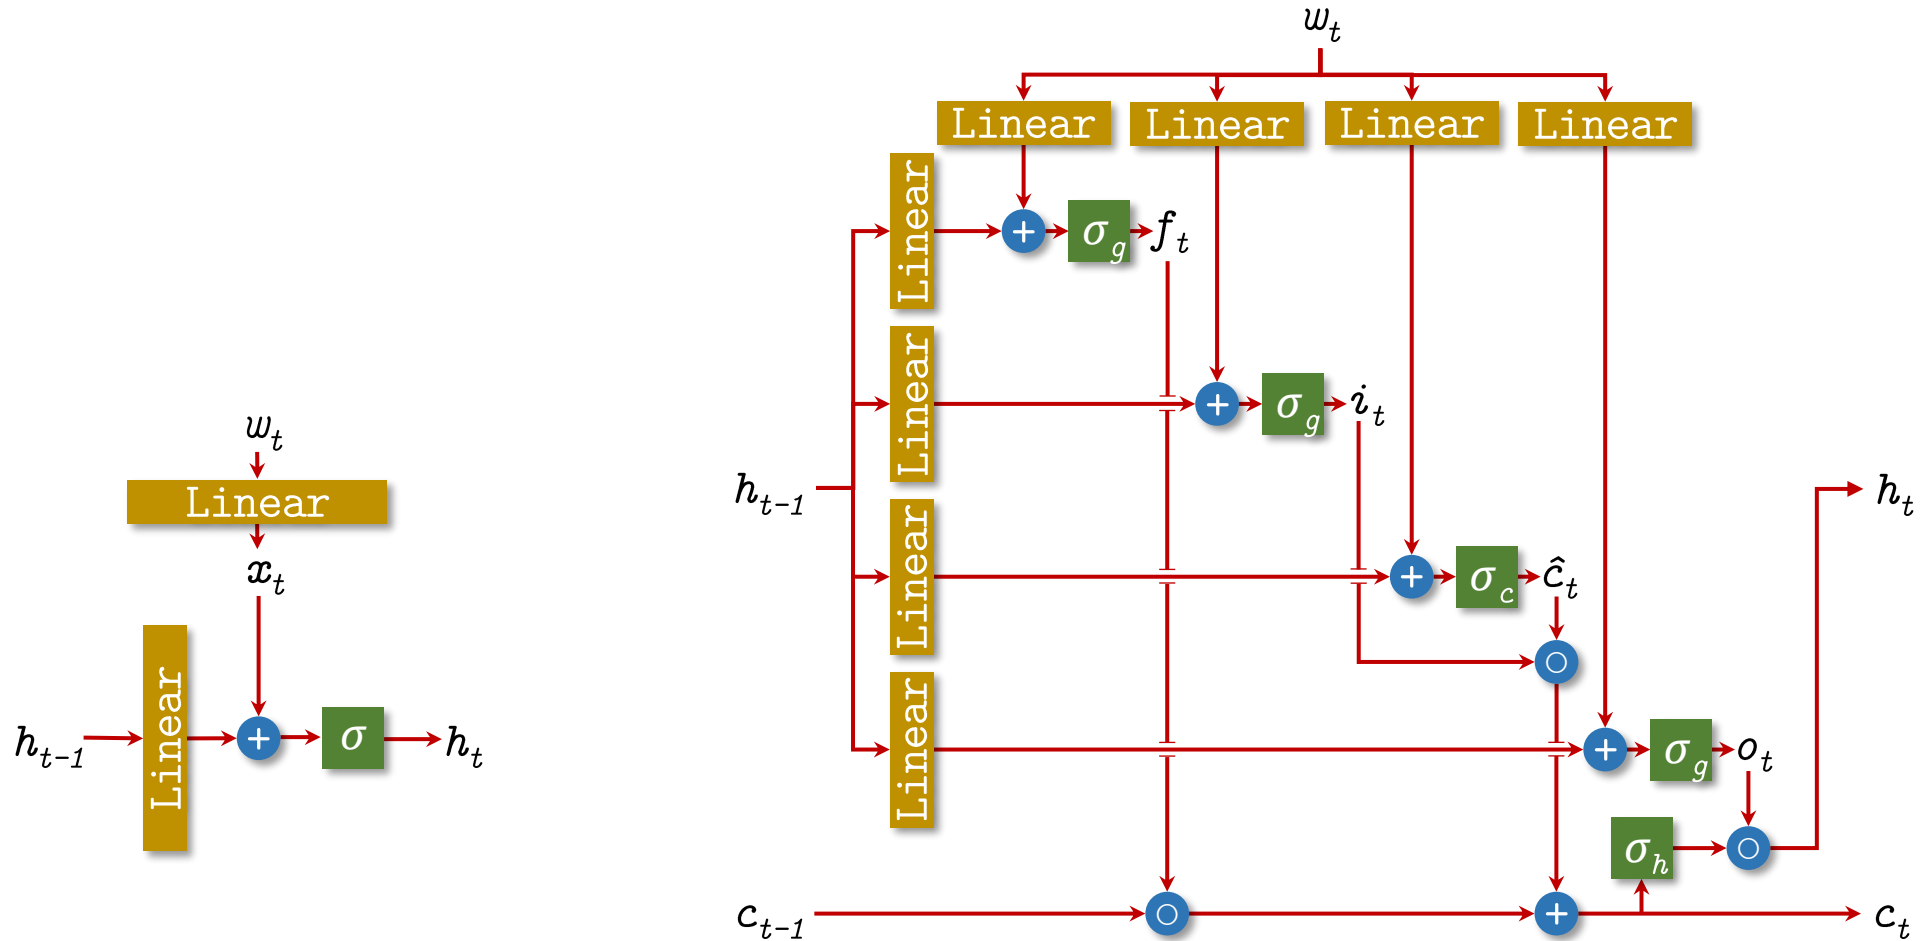 w_t
Linear
x_t
Linear
h_{t-1}
+
σ
h_t
w_t
Linear Linear Linear Linear
Linear
+
σ_g
f_t
Linear
+
σ_g
i_t
h_{t-1}
h_t
Linear
+
σ_c
ĉ_t
○
Linear
+
σ_g
o_t
σ_h
○
c_{t-1}
○
+
c_t